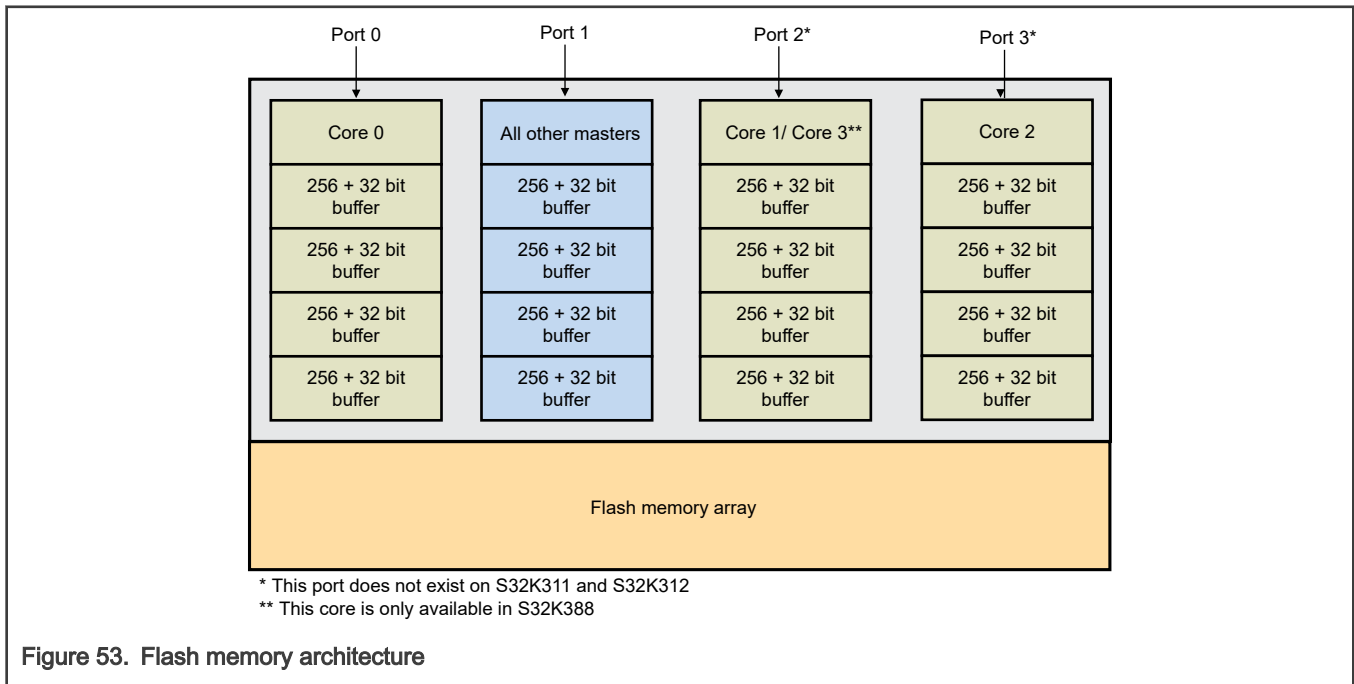 Port 0
Port 1
Port 2*
Port 3*
Core 0
All other masters
Core 1/ Core 3**
Core 2
256 + 32 bit
buffer
256 + 32 bit
buffer
256 + 32 bit
buffer
256 + 32 bit
buffer
256 + 32 bit
buffer
256 + 32 bit
buffer
256 + 32 bit
buffer
256 + 32 bit
buffer
256 + 32 bit
buffer
256 + 32 bit
buffer
256 + 32 bit
buffer
256 + 32 bit
buffer
256 + 32 bit
buffer
256 + 32 bit
buffer
256 + 32 bit
buffer
256 + 32 bit
buffer
Flash memory array
* This port does not exist on S32K311 and S32K312
** This core is only available in S32K388
Figure 53. Flash memory architecture